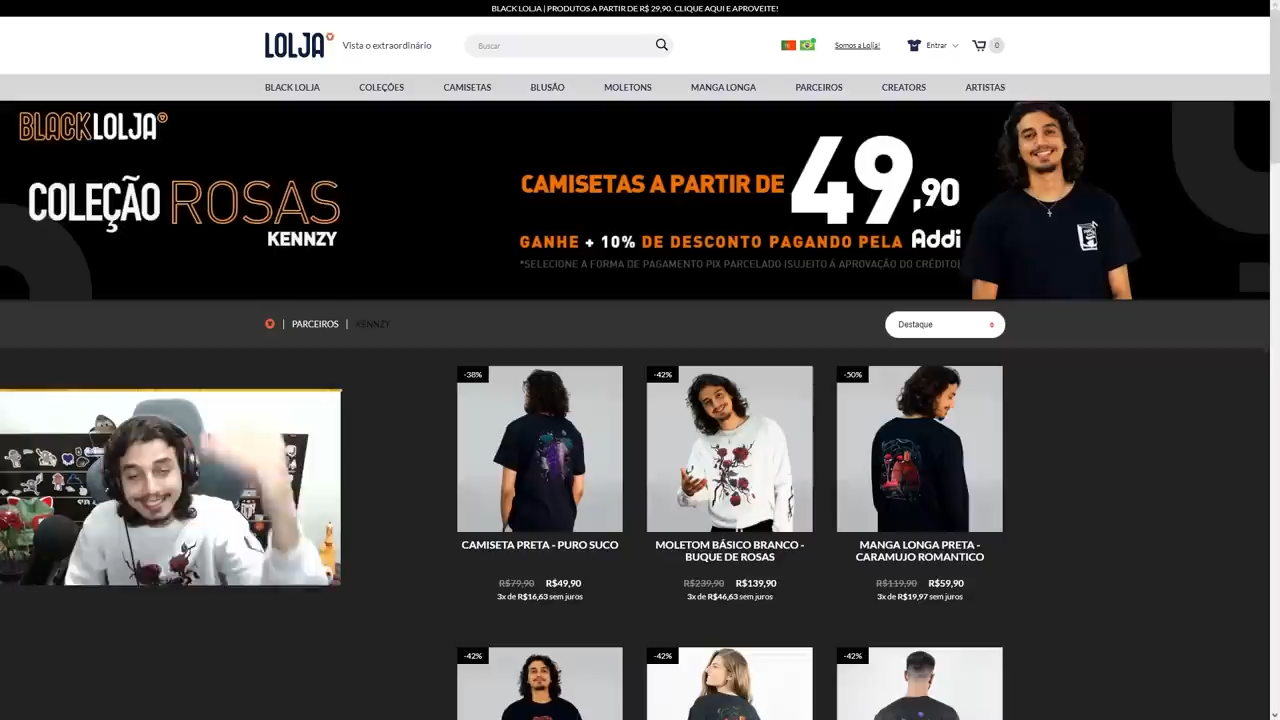 BLACK LOLJA | PRODUTOS A PARTIR DE R$ 29,90. CLIQUE AQUI E APROVEITE!
LOLJA
Vista o extraordinário
Buscar
Somos a Lolja!
Entrar
0
BLACK LOLJA COLEÇÕES CAMISETAS BLUSÃO MOLETONS MANGA LONGA PARCEIROS CREATORS ARTISTAS
BLACKLOLJA
COLEÇÃO ROSAS
KENNZY
CAMISETAS A PARTIR DE 49,90
GANHE + 10% DE DESCONTO PAGANDO PELA Addi
*SELECIONE A FORMA DE PAGAMENTO PIX PARCELADO (SUJEITO Á APROVAÇÃO DO CRÉDITO)
| PARCEIROS | KENNZY
Destaque
-38%
-42%
-50%
CAMISETA PRETA - PURO SUCO
R$79,90 R$49,90
3x de R$16,63 sem juros
MOLETOM BÁSICO BRANCO -
BUQUE DE ROSAS
R$239,90 R$139,90
3x de R$46,63 sem juros
MANGA LONGA PRETA -
CARAMUJO ROMANTICO
R$119,90 R$59,90
3x de R$19,97 sem juros
-42%
-42%
-42%